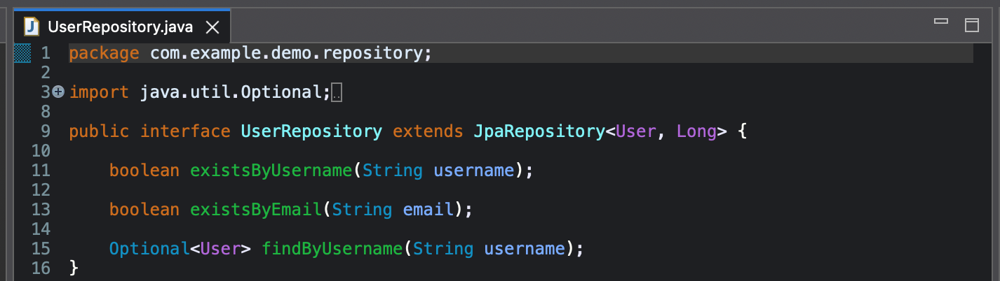 UserRepository.java
1 package com.example.demo.repository;
2
3 import java.util.Optional;
8
9 public interface UserRepository extends JpaRepository<User, Long> {
10
11     boolean existsByUsername(String username);
12
13     boolean existsByEmail(String email);
14
15     Optional<User> findByUsername(String username);
16 }